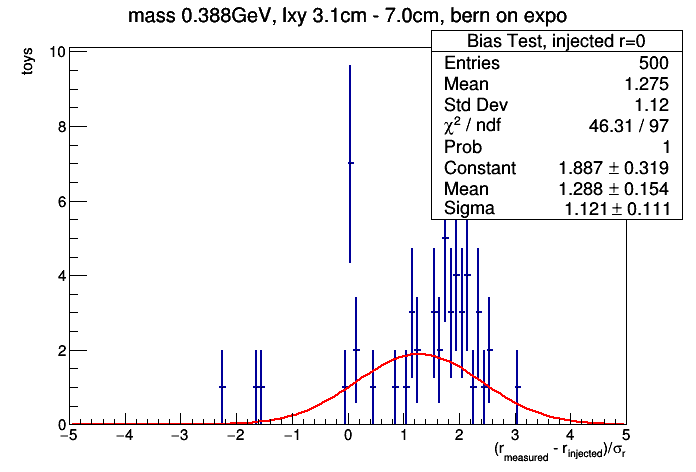 mass 0.388GeV, lxy 3.1cm - 7.0cm, bern on expo
Bias Test, injected r=0
Entries 500
Mean 1.275
Std Dev 1.12
χ² / ndf 46.31 / 97
Prob 1
Constant 1.887 ± 0.319
Mean 1.288 ± 0.154
Sigma 1.121 ± 0.111
toys
10
8
6
4
2
0
−5 −4 −3 −2 −1 0 1 2 3 4 5
(r_measured - r_injected)/σ_r